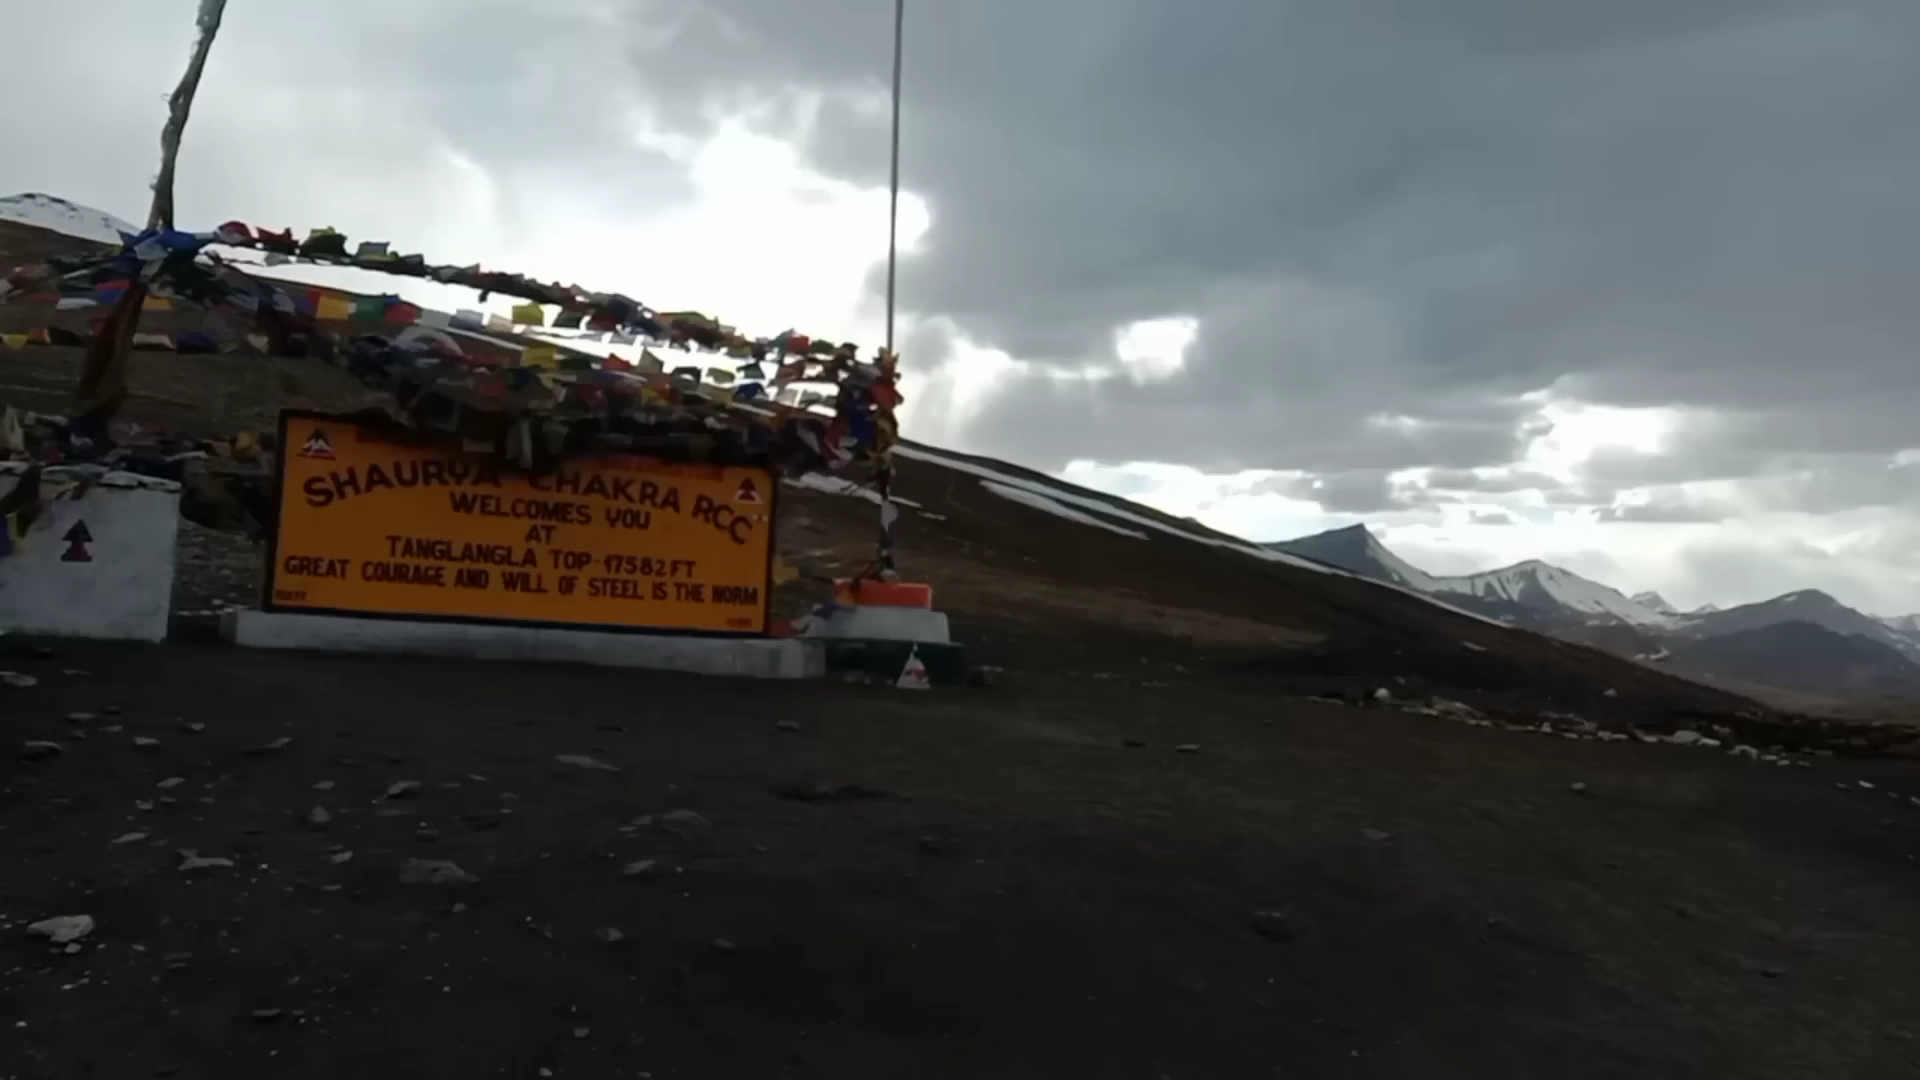 SHAURYA CHAKRA RCC
WELCOMES YOU
AT
TANGLANGLA TOP-17582FT
GREAT COURAGE AND WILL OF STEEL IS THE NORM